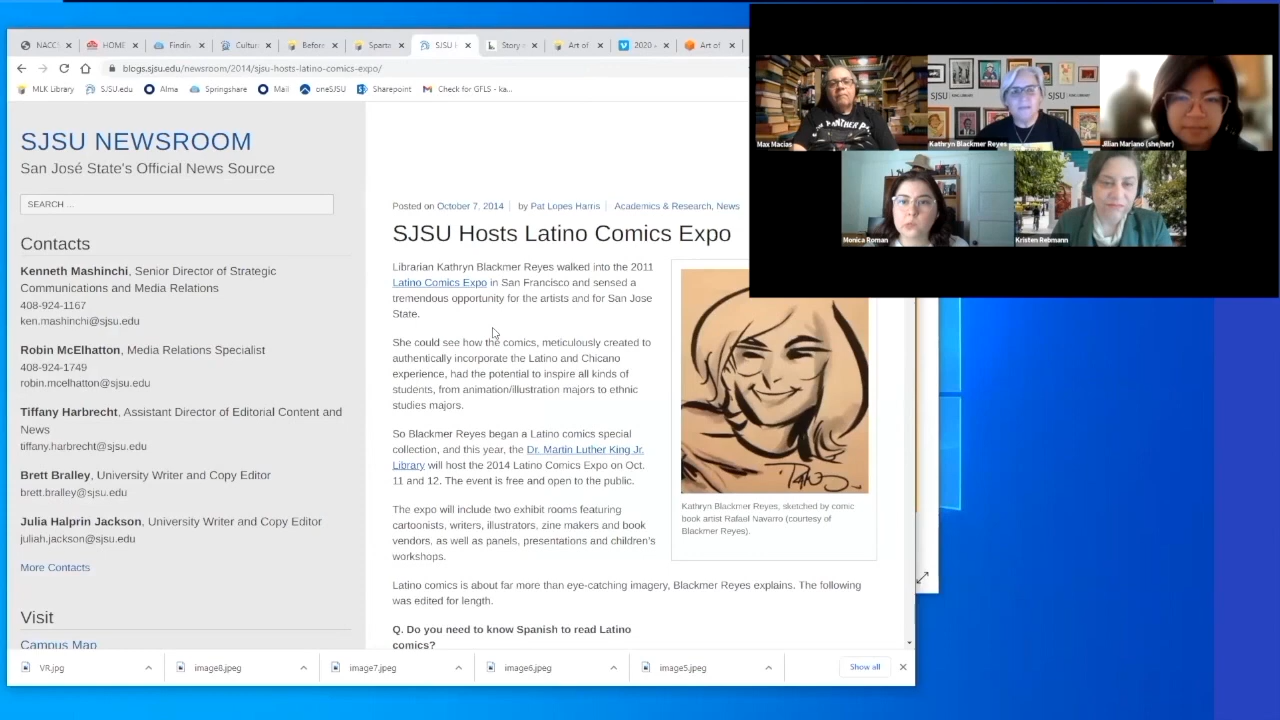 NACCS
HOME
Findin
Cultur
Before
Sparta
SJSU H
Story
Art of
2020
Art of
blogs.sjsu.edu/newsroom/2014/sjsu-hosts-latino-comics-expo/
MLK Library
SJSU.edu
Alma
Springshare
Mail
oneSJSU
Sharepoint
Check for GFLS - ka...
SJSU NEWSROOM
San José State's Official News Source
SEARCH ...
Contacts
Kenneth Mashinchi, Senior Director of Strategic
Communications and Media Relations
408-924-1167
ken.mashinchi@sjsu.edu
Robin McElhatton, Media Relations Specialist
408-924-1749
robin.mcelhatton@sjsu.edu
Tiffany Harbrecht, Assistant Director of Editorial Content and
News
tiffany.harbrecht@sjsu.edu
Brett Bralley, University Writer and Copy Editor
brett.bralley@sjsu.edu
Julia Halprin Jackson, University Writer and Copy Editor
juliah.jackson@sjsu.edu
More Contacts
Visit
Campus Map
Posted on October 7, 2014 | by Pat Lopes Harris | Academics & Research, News
SJSU Hosts Latino Comics Expo
Librarian Kathryn Blackmer Reyes walked into the 2011
Latino Comics Expo in San Francisco and sensed a
tremendous opportunity for the artists and for San Jose
State.
She could see how the comics, meticulously created to
authentically incorporate the Latino and Chicano
experience, had the potential to inspire all kinds of
students, from animation/illustration majors to ethnic
studies majors.
So Blackmer Reyes began a Latino comics special
collection, and this year, the Dr. Martin Luther King Jr.
Library will host the 2014 Latino Comics Expo on Oct.
11 and 12. The event is free and open to the public.
The expo will include two exhibit rooms featuring
cartoonists, writers, illustrators, zine makers and book
vendors, as well as panels, presentations and children's
workshops.
Kathryn Blackmer Reyes, sketched by comic
book artist Rafael Navarro (courtesy of
Blackmer Reyes).
Latino comics is about far more than eye-catching imagery, Blackmer Reyes explains. The following
was edited for length.
Q. Do you need to know Spanish to read Latino
comics?
VR.jpg
image8.jpeg
image7.jpeg
image6.jpeg
image5.jpeg
Show all
Max Macias
SJSU
SJSU
Kathryn Blackmer Reyes
Jilian Mariano (she/her)
Monica Roman
Kristen Rebmann